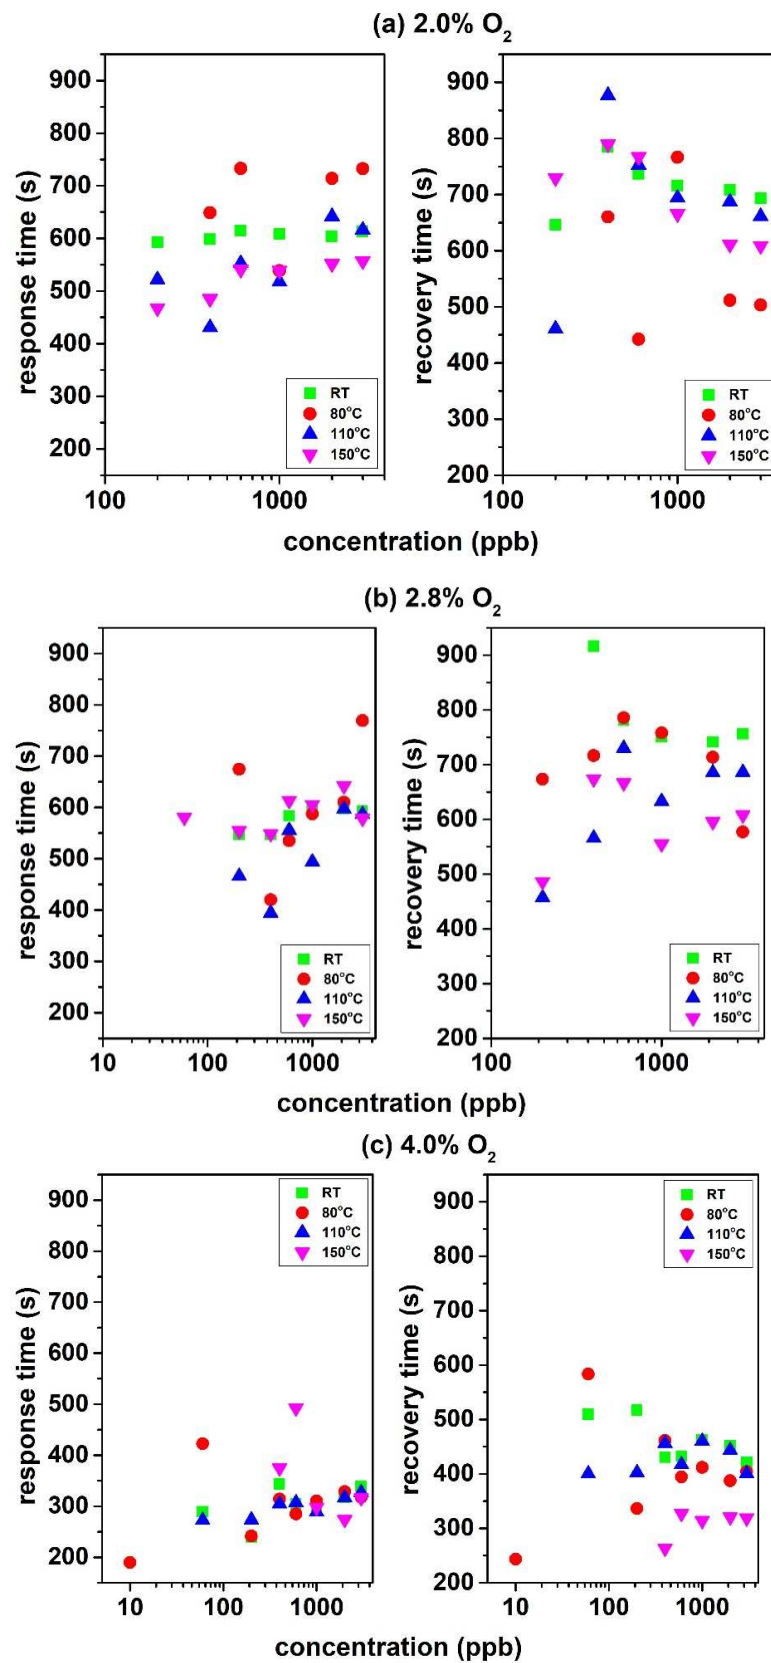 (a) 2.0% O2
response time (s)
900
800
700
600
500
400
300
200
100
1000
RT
80°C
110°C
150°C
concentration (ppb)
recovery time (s)
900
800
700
600
500
400
300
200
100
1000
RT
80°C
110°C
150°C
(b) 2.8% O2
response time (s)
900
800
700
600
500
400
300
200
10
100
1000
RT
80°C
110°C
150°C
concentration (ppb)
recovery time (s)
900
800
700
600
500
400
300
200
100
1000
RT
80°C
110°C
150°C
(c) 4.0% O2
response time (s)
900
800
700
600
500
400
300
200
10
100
1000
RT
80°C
110°C
150°C
concentration (ppb)
recovery time (s)
900
800
700
600
500
400
300
200
10
100
1000
RT
80°C
110°C
150°C
concentration (ppb)